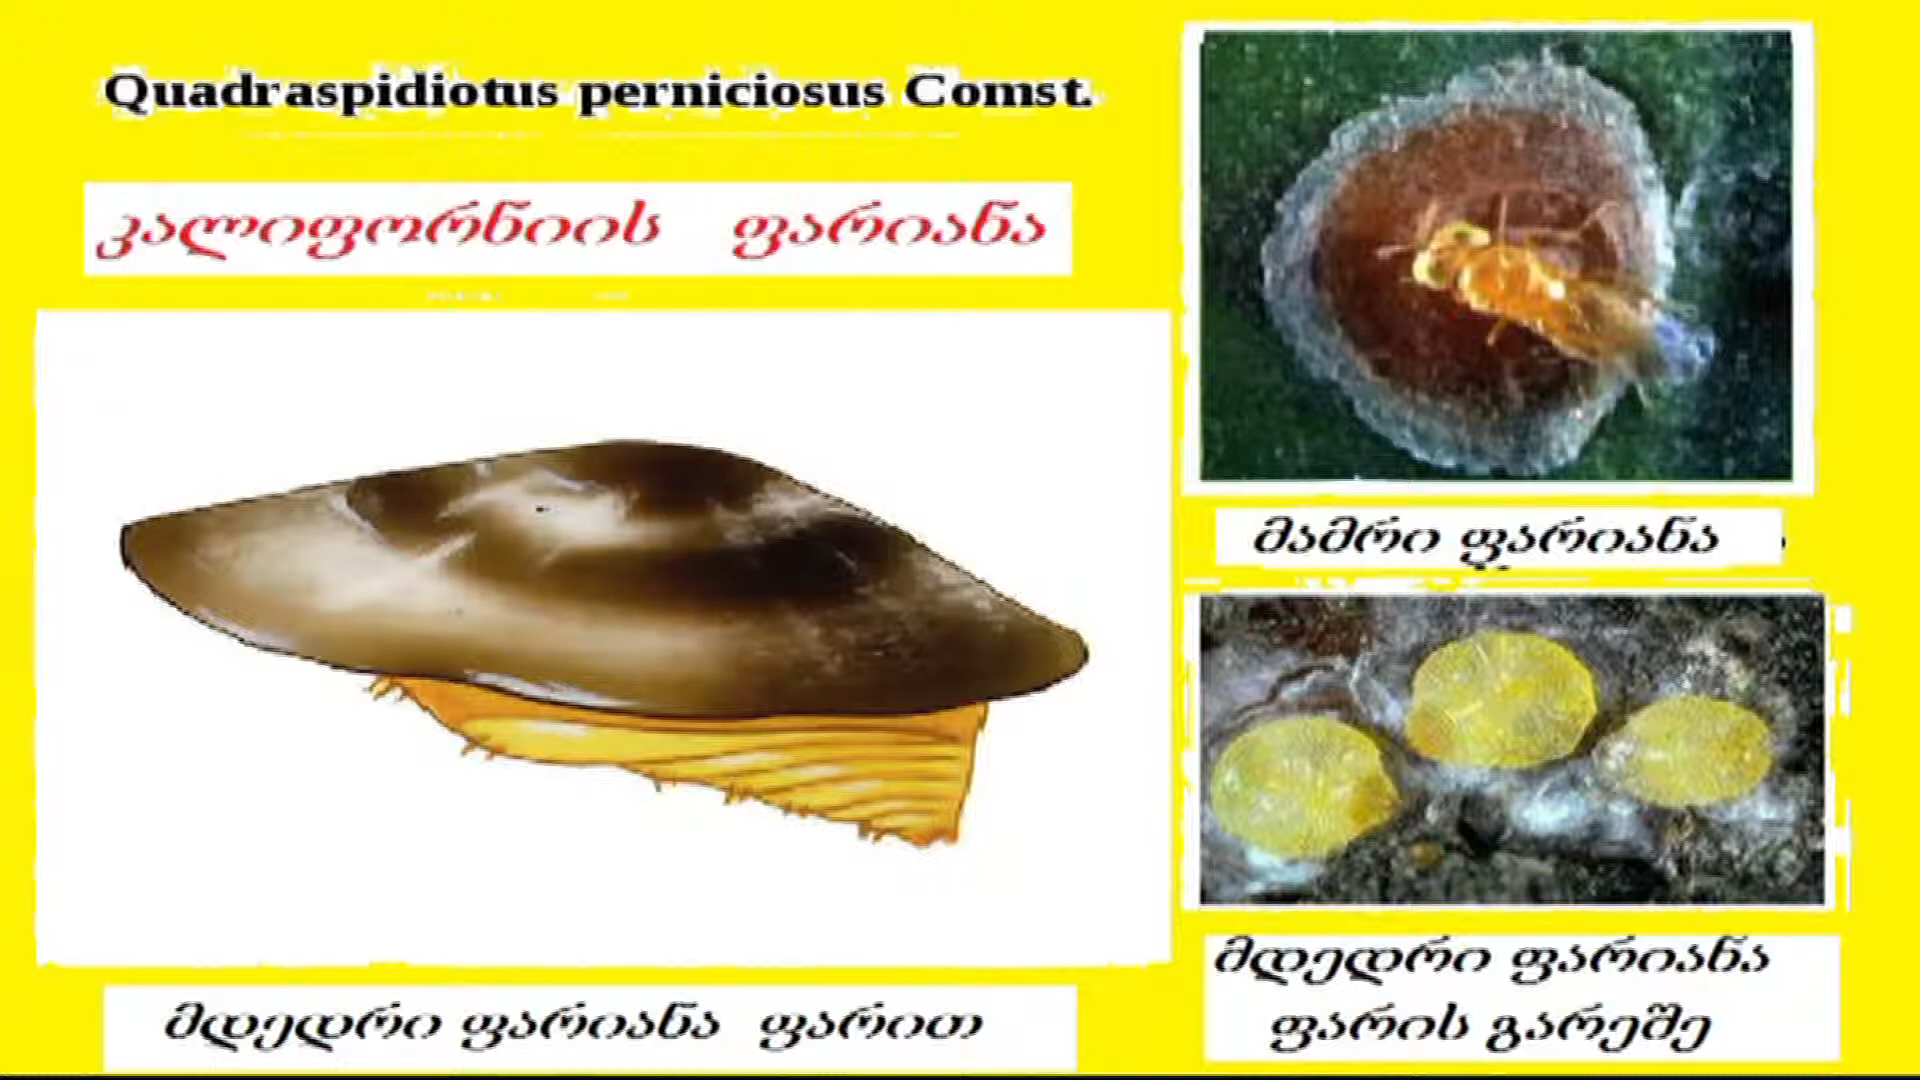 Quadraspidiotus perniciosus Comst.
კალიფორნიის ფარიანა
მამრი ფარიანა
მდედრი ფარიანა ფარით
მდედრი ფარიანა
ფარის გარეშე